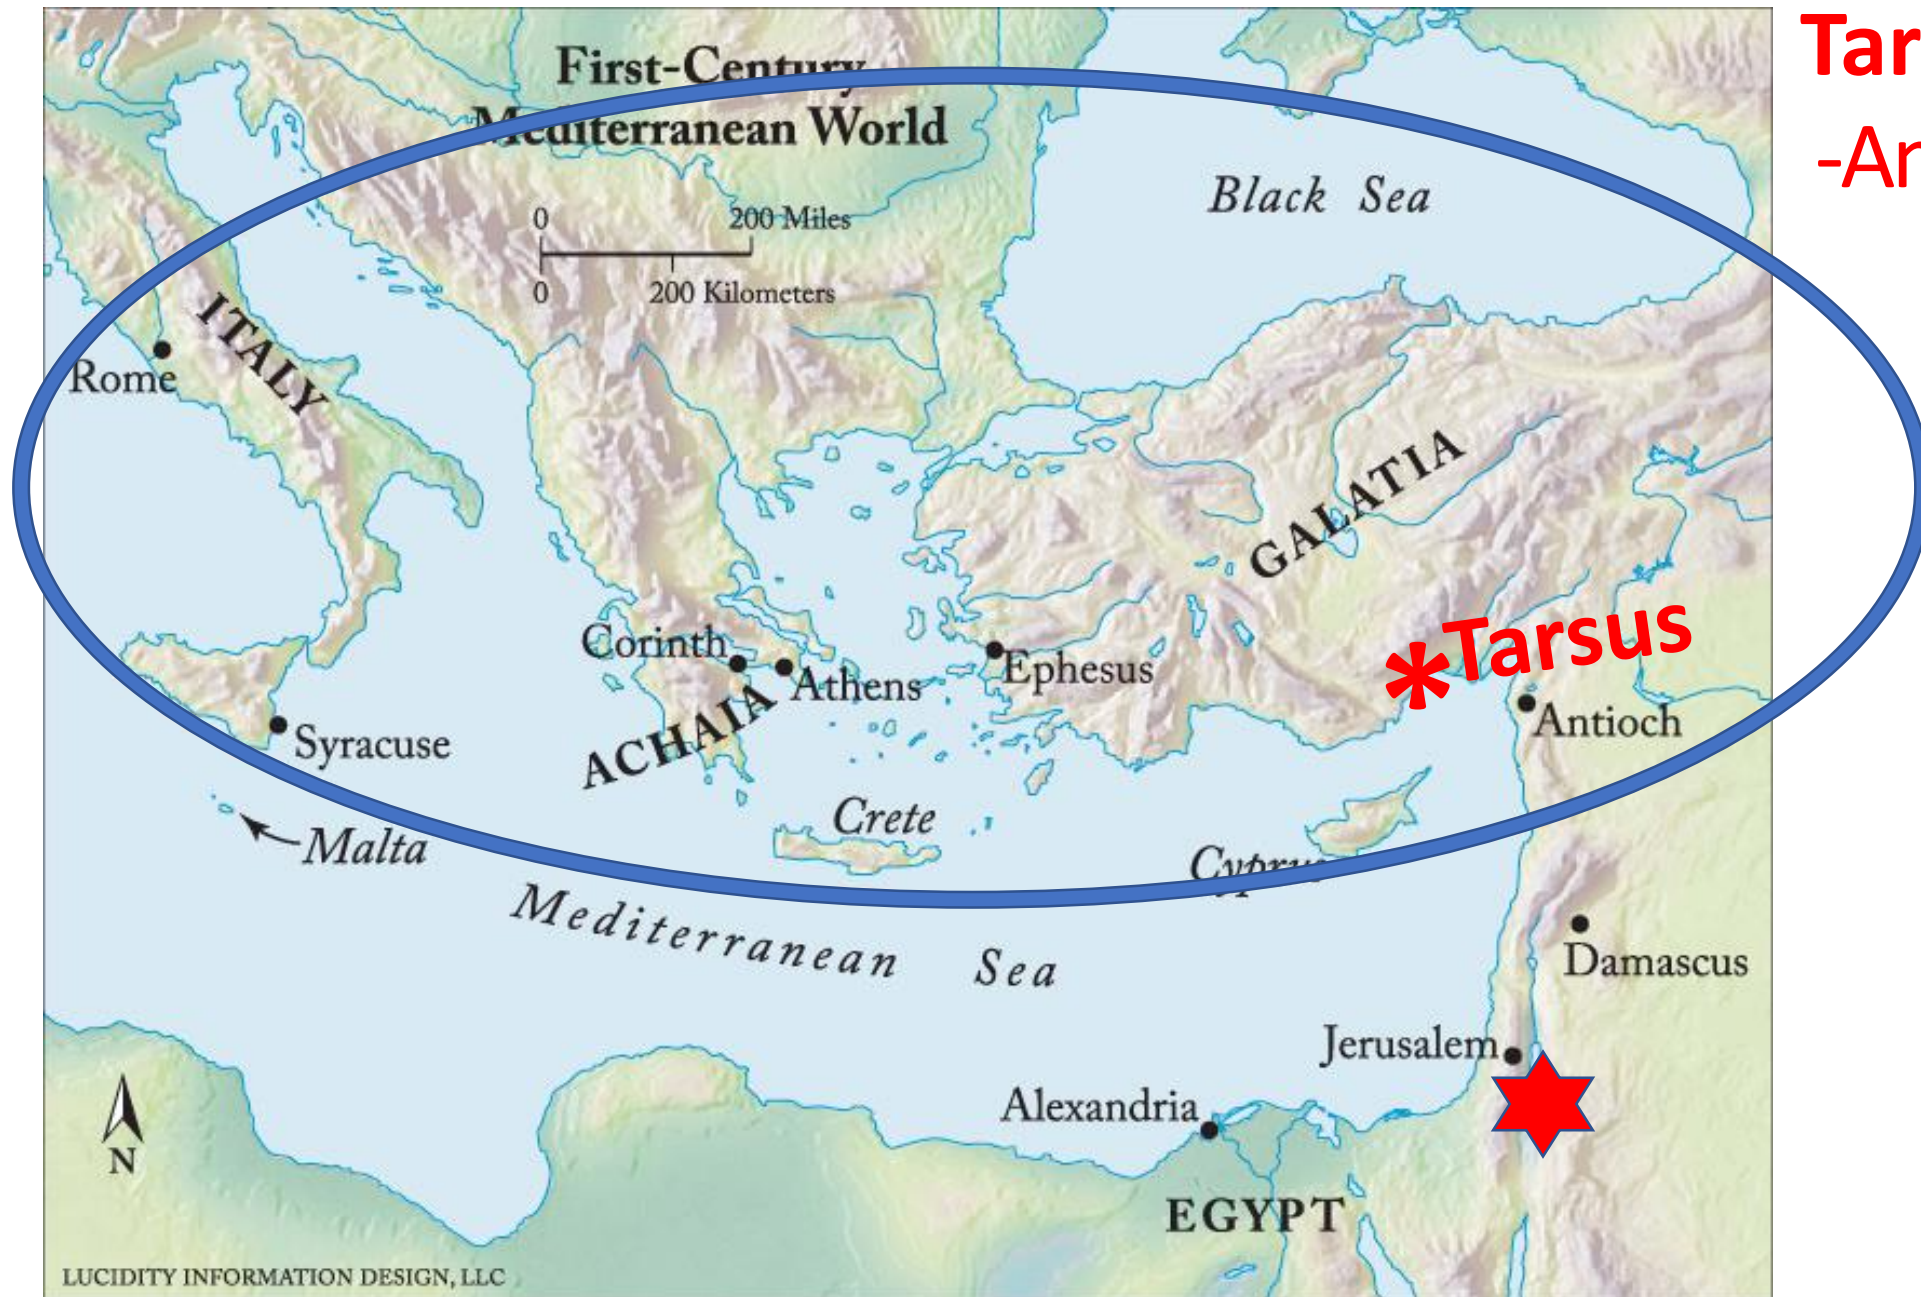 First-Century
Mediterranean World
Tar
-Ar
Black Sea
0 200 Miles
0 200 Kilometers
ITALY
Rome
GALATIA
*Tarsus
Corinth
Athens
Ephesus
ACHAIA
Antioch
Syracuse
Crete
Malta
Cyprus
Mediterranean Sea
Damascus
Jerusalem
Alexandria
EGYPT
N
LUCIDITY INFORMATION DESIGN, LLC